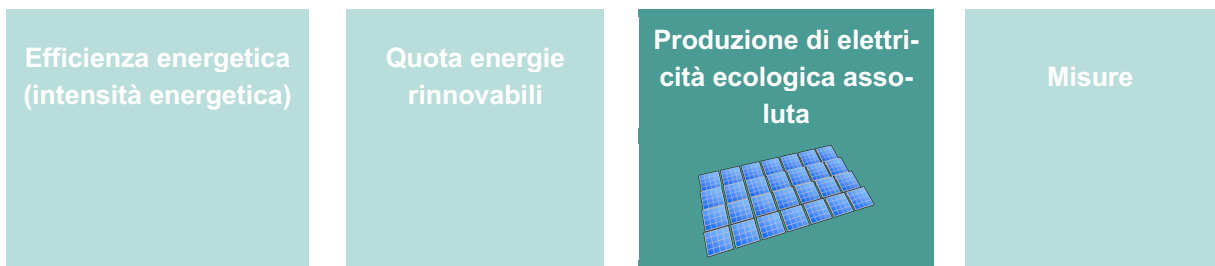 Efficienza energetica
(intensità energetica)
Quota energie
rinnovabili
Produzione di elettri-
cità ecologica asso-
luta
Misure